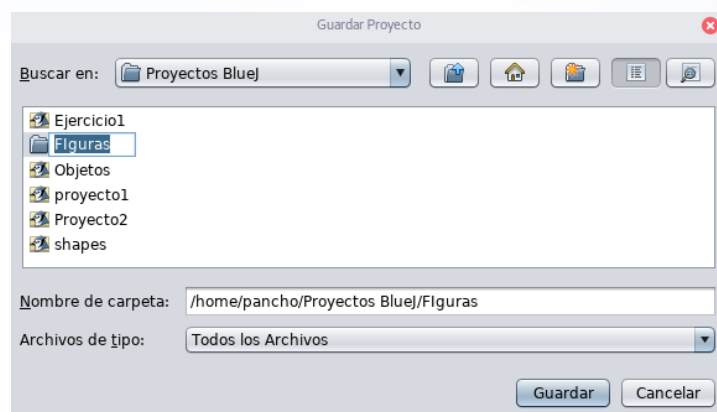 Guardar Proyecto
Buscar en: Proyectos BlueJ
Ejercicio1
FIguras
Objetos
proyecto1
Proyecto2
shapes
Nombre de carpeta: /home/pancho/Proyectos BlueJ/FIguras
Archivos de tipo: Todos los Archivos
Guardar Cancelar